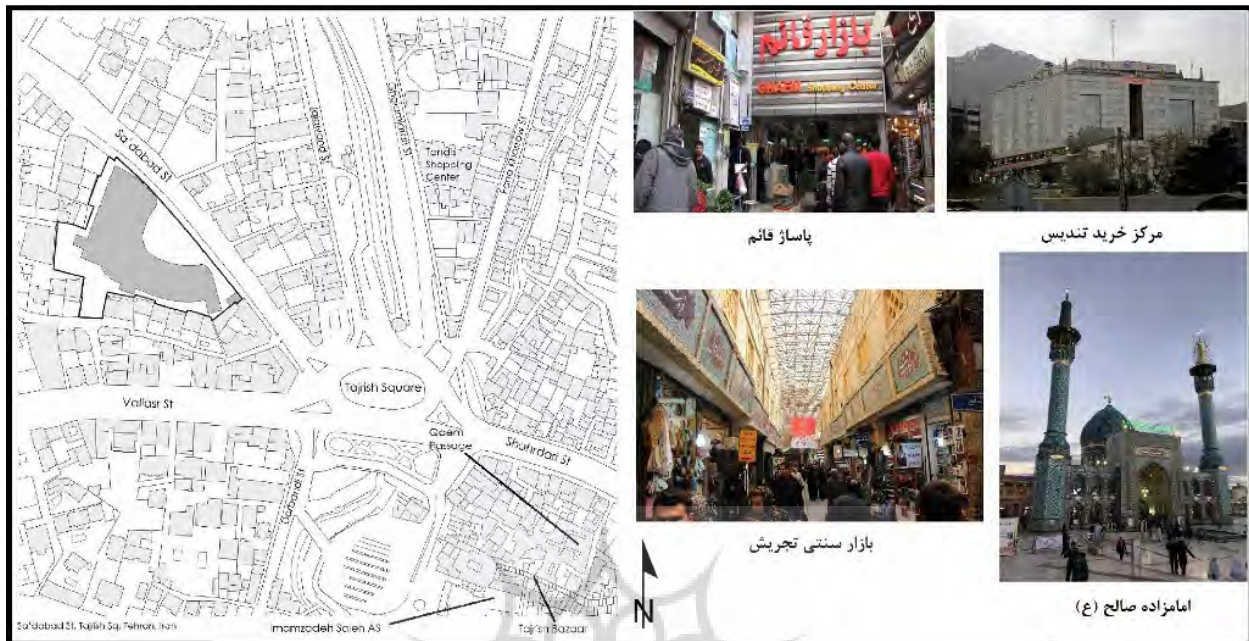 Sa'dabad St
Tandis
Shopping
Center
Tajrish Square
Valiasr St
Qaem
Passage
Shahrdari St
Imamzadeh Saleh AS
Tajrish Bazaar
Sa'dabad St, Tajrish Sq, Tehran, Iran
N
بازار قائم
GHAEM Shopping Center
پاساژ قائم
مرکز خرید تندیس
بازار سنتی تجریش
امامزاده صالح (ع)